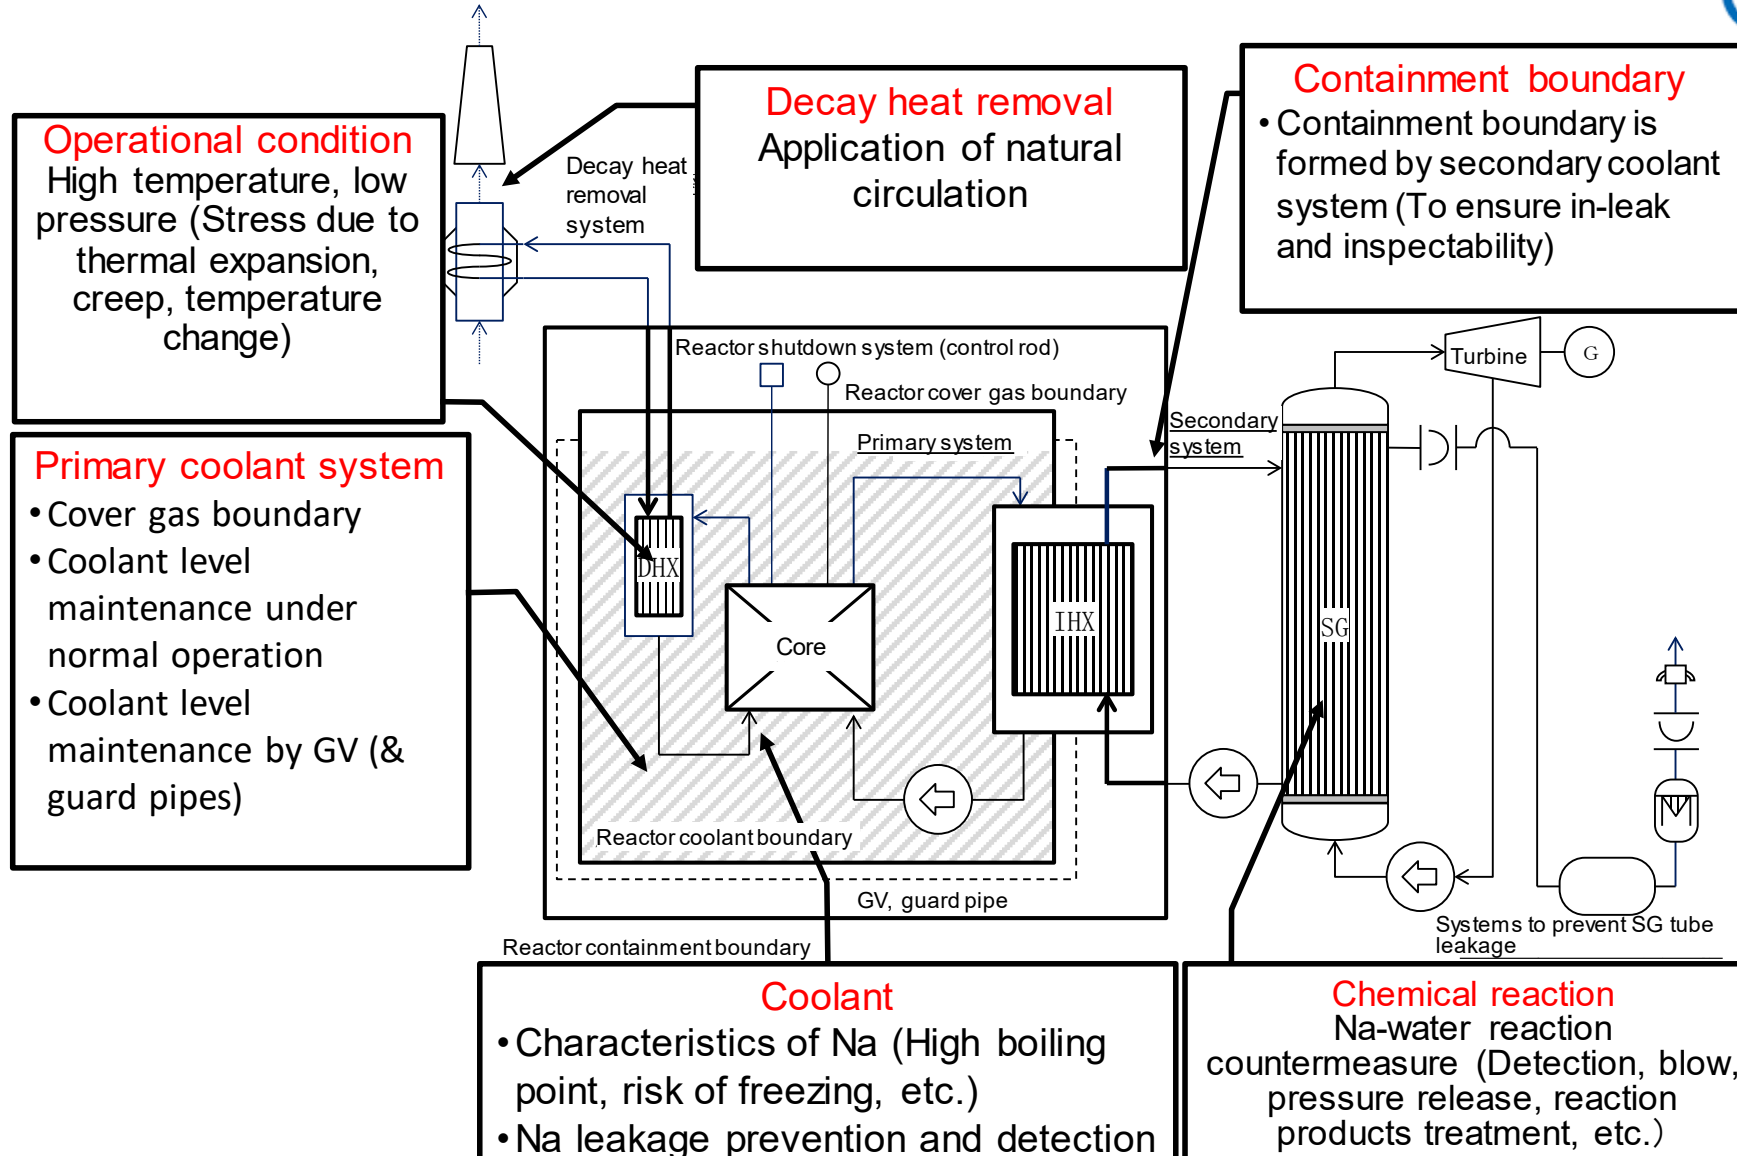 Operational condition
High temperature, low
pressure (Stress due to
thermal expansion,
creep, temperature
change)
Decay heat
removal
system
Decay heat removal
Application of natural
circulation
Containment boundary
• Containment boundary is
formed by secondary coolant
system (To ensure in-leak
and inspectability)
Primary coolant system
• Cover gas boundary
• Coolant level
maintenance under
normal operation
• Coolant level
maintenance by GV (&
guard pipes)
Reactor shutdown system (control rod)
Reactor cover gas boundary
Primary system
Secondary
system
Turbine
G
DHX
Core
IHX
SG
Reactor coolant boundary
GV, guard pipe
Reactor containment boundary
Systems to prevent SG tube
leakage
Coolant
• Characteristics of Na (High boiling
point, risk of freezing, etc.)
• Na leakage prevention and detection
Chemical reaction
Na-water reaction
countermeasure (Detection, blow,
pressure release, reaction
products treatment, etc.)